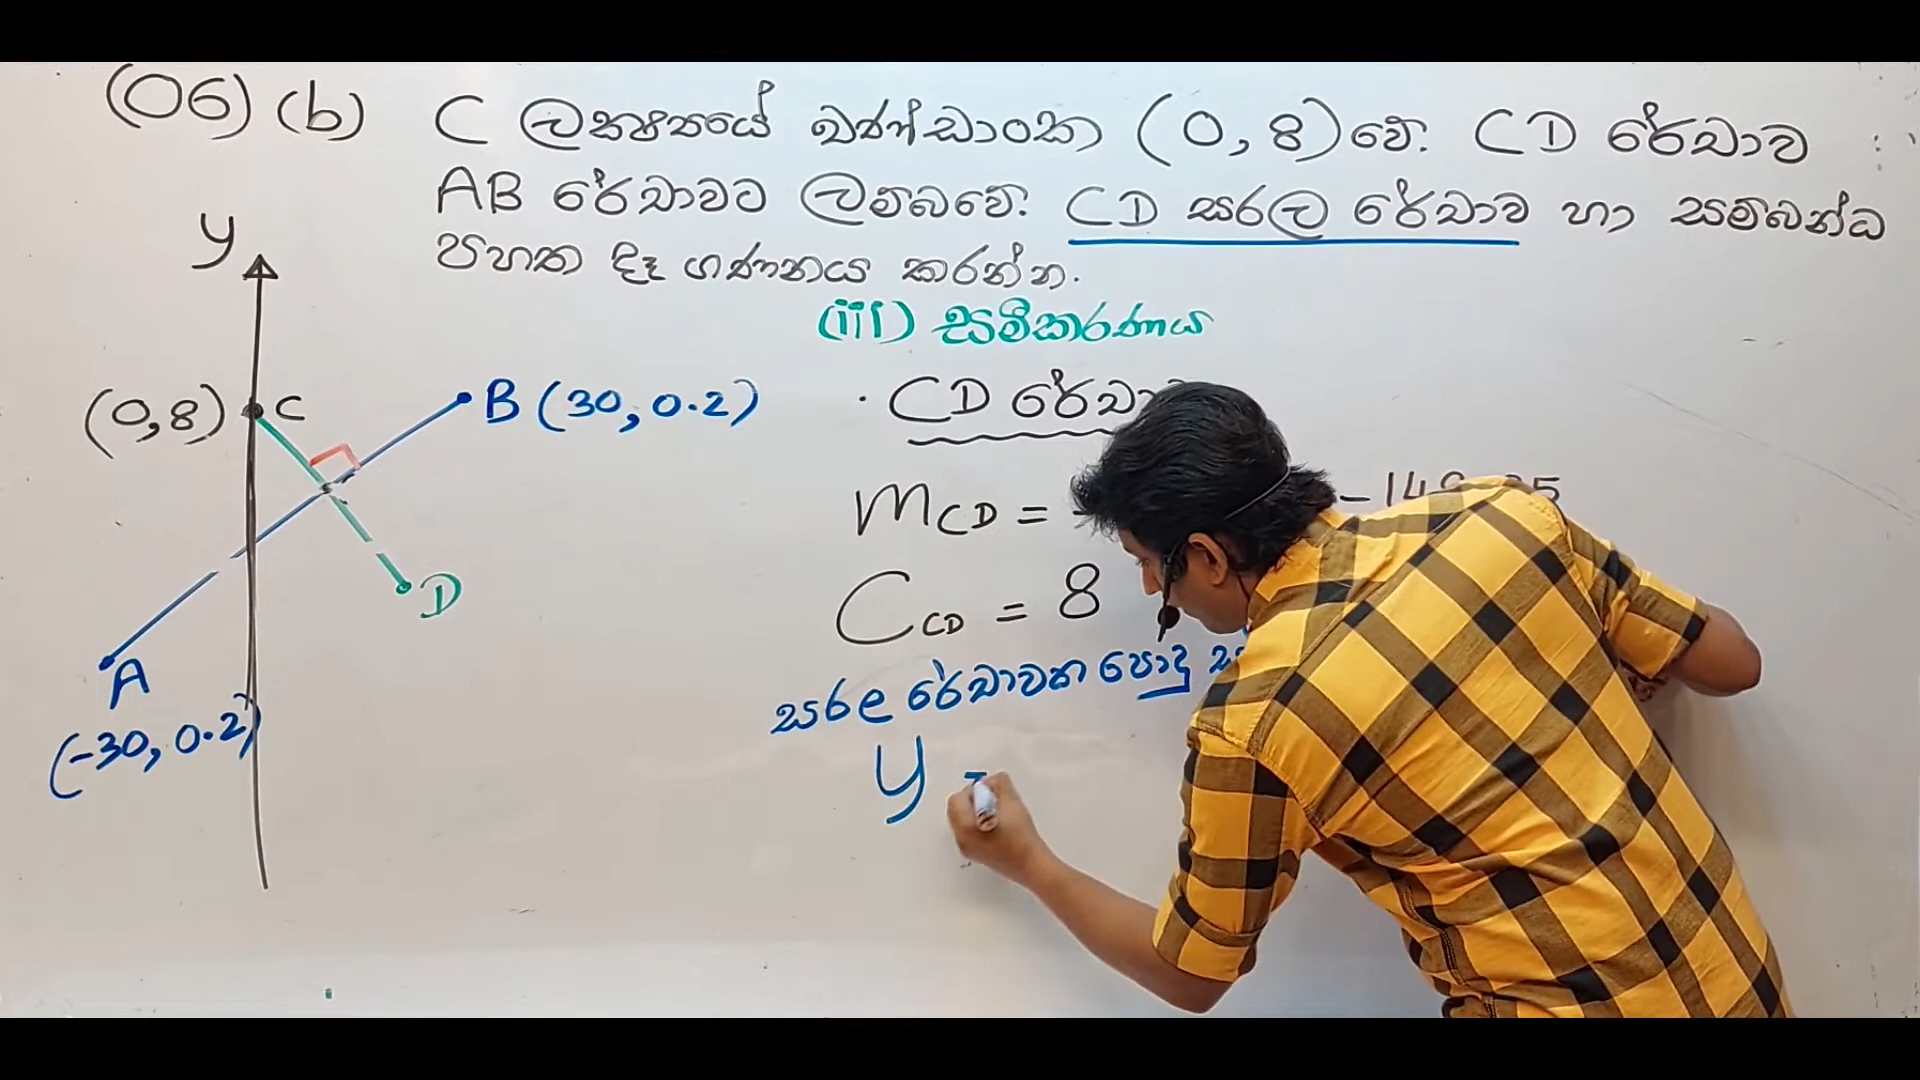 (06) (b) C ලක්ෂ්‍යයේ ඛණ්ඩාංක (0, 8) වේ. CD රේඛාව
AB රේඛාවට ලම්බවේ. CD සරල රේඛාව හා සම්බන්ධ
පහත දෑ ගණනය කරන්න.
(iii) සමීකරණය
y
(0,8) C
B (30, 0.2)
D
A
(-30, 0.2)
CD
mCD =
CCD = 8
සරල රේඛාවක පොදු
y